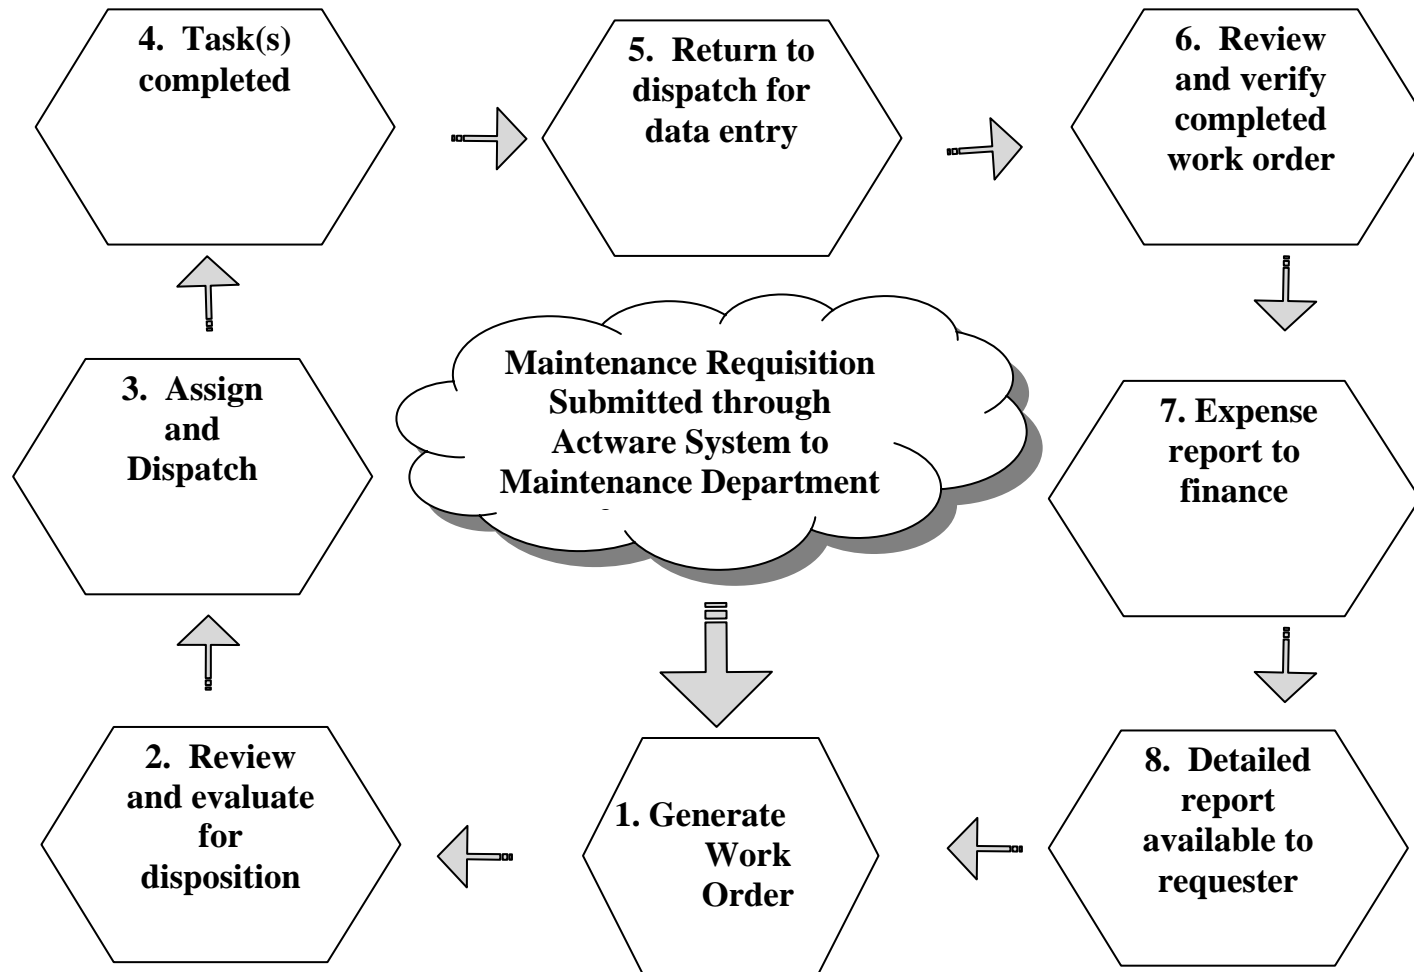 4. Task(s)
completed
5. Return to
dispatch for
data entry
6. Review
and verify
completed
work order
Maintenance Requisition
Submitted through
Actware System to
Maintenance Department
3. Assign
and
Dispatch
7. Expense
report to
finance
2. Review
and evaluate
for
disposition
1. Generate
Work
Order
8. Detailed
report
available to
requester